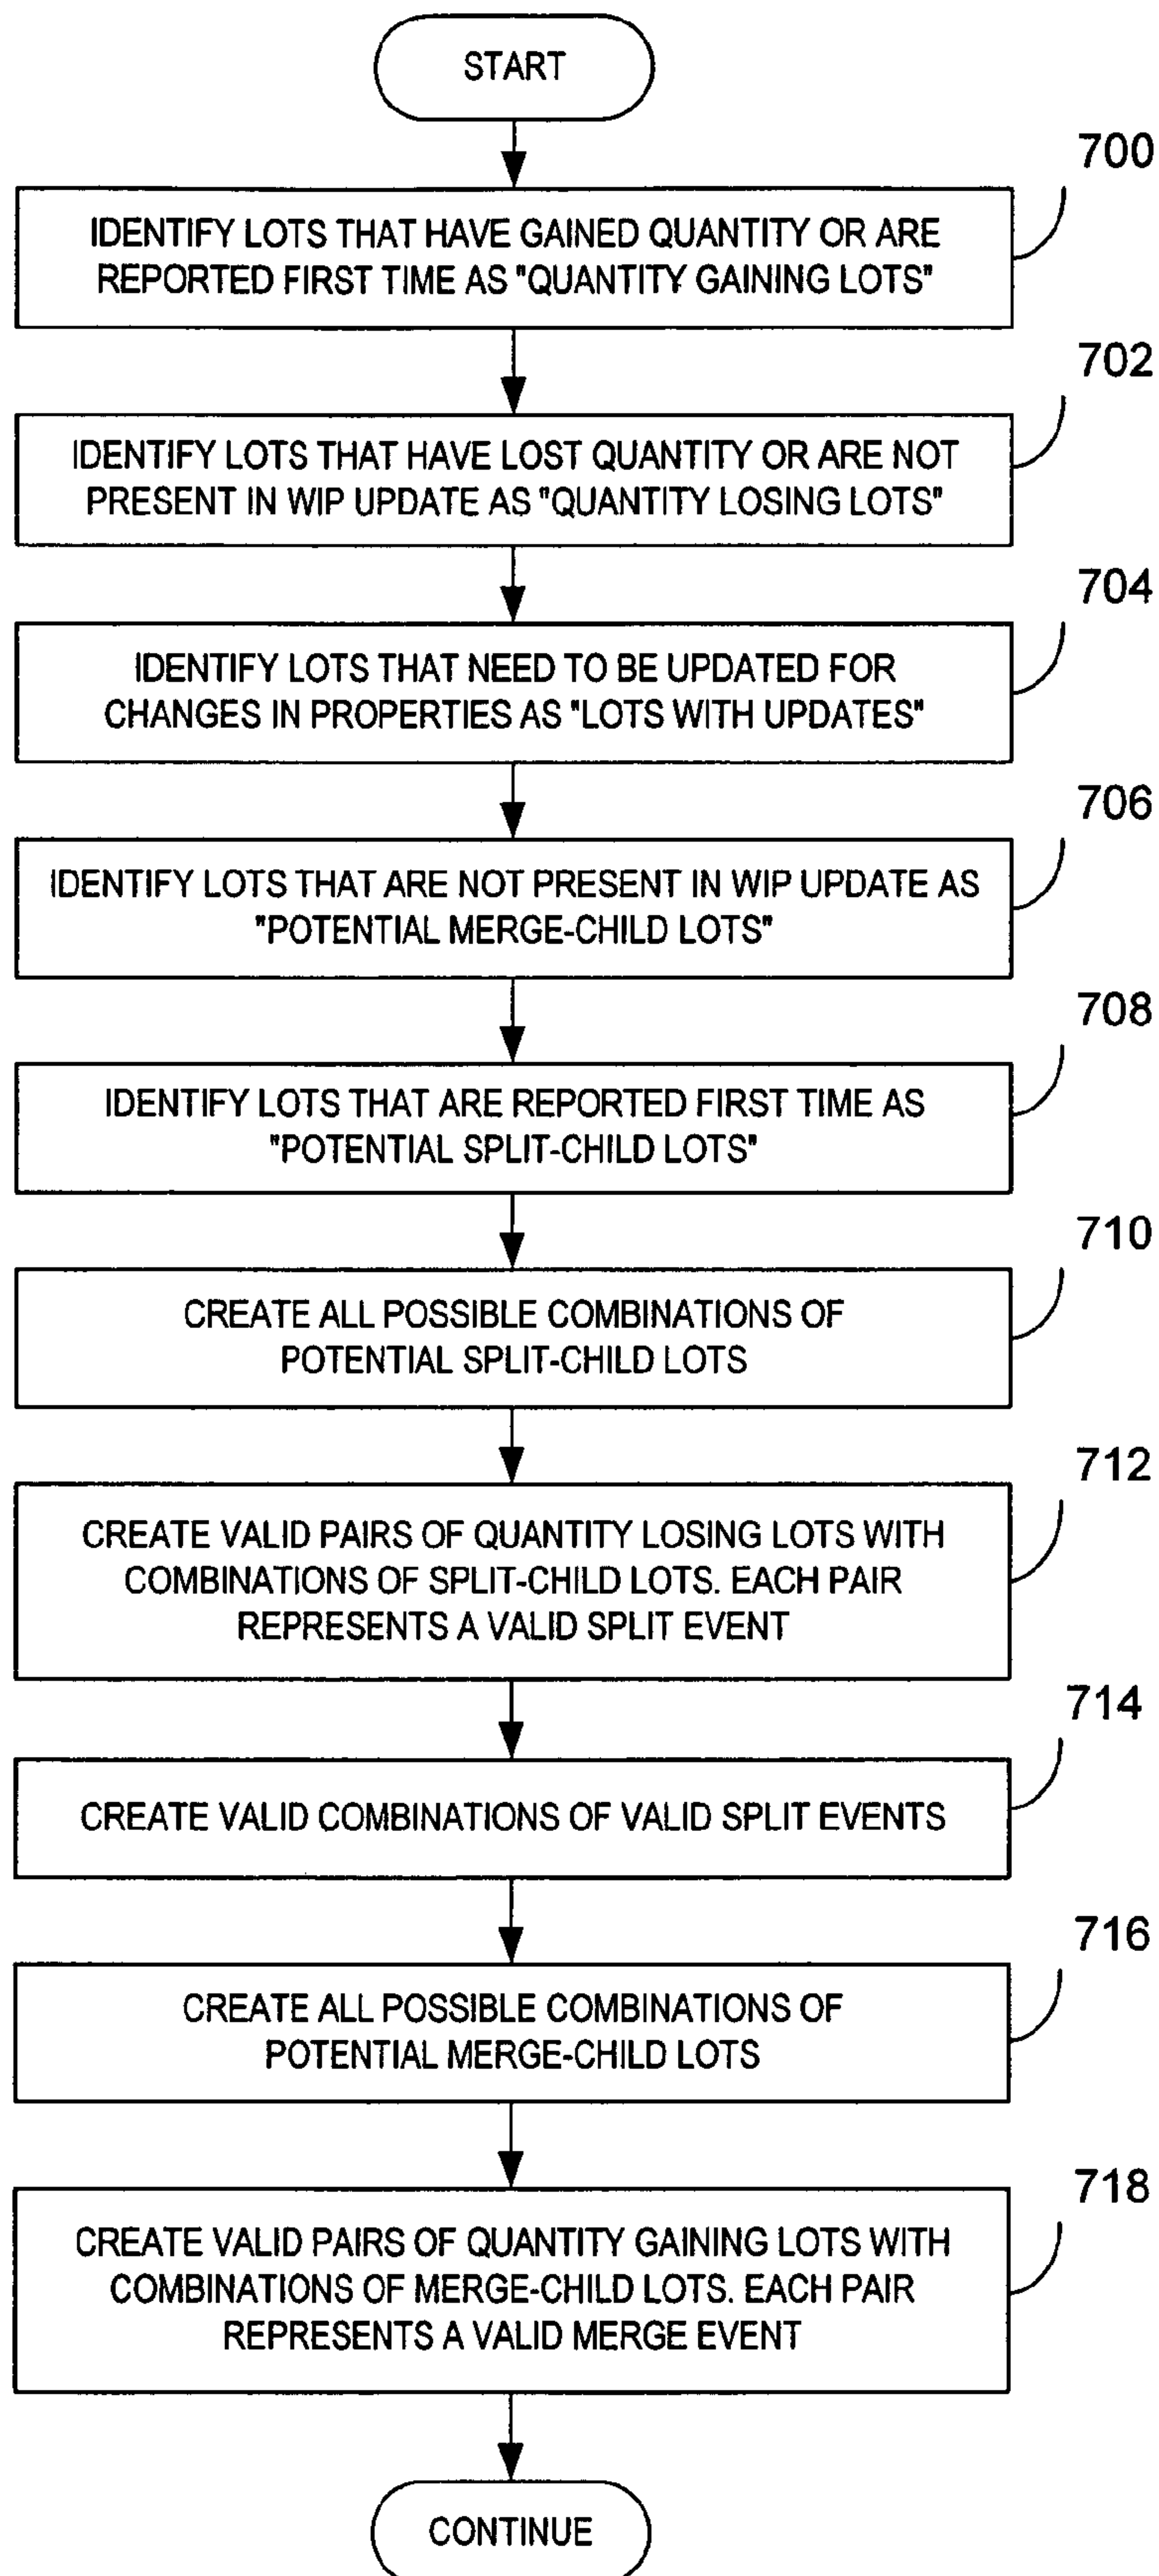 START
700
IDENTIFY LOTS THAT HAVE GAINED QUANTITY OR ARE
REPORTED FIRST TIME AS "QUANTITY GAINING LOTS"
702
IDENTIFY LOTS THAT HAVE LOST QUANTITY OR ARE NOT
PRESENT IN WIP UPDATE AS "QUANTITY LOSING LOTS"
704
IDENTIFY LOTS THAT NEED TO BE UPDATED FOR
CHANGES IN PROPERTIES AS "LOTS WITH UPDATES"
706
IDENTIFY LOTS THAT ARE NOT PRESENT IN WIP UPDATE AS
"POTENTIAL MERGE-CHILD LOTS"
708
IDENTIFY LOTS THAT ARE REPORTED FIRST TIME AS
"POTENTIAL SPLIT-CHILD LOTS"
710
CREATE ALL POSSIBLE COMBINATIONS OF
POTENTIAL SPLIT-CHILD LOTS
712
CREATE VALID PAIRS OF QUANTITY LOSING LOTS WITH
COMBINATIONS OF SPLIT-CHILD LOTS. EACH PAIR
REPRESENTS A VALID SPLIT EVENT
714
CREATE VALID COMBINATIONS OF VALID SPLIT EVENTS
716
CREATE ALL POSSIBLE COMBINATIONS OF
POTENTIAL MERGE-CHILD LOTS
718
CREATE VALID PAIRS OF QUANTITY GAINING LOTS WITH
COMBINATIONS OF MERGE-CHILD LOTS. EACH PAIR
REPRESENTS A VALID MERGE EVENT
CONTINUE